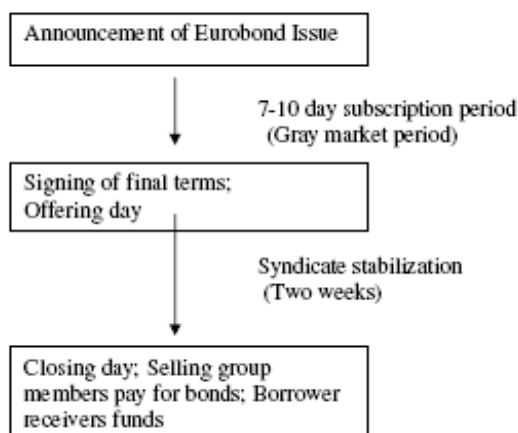 Announcement of Eurobond Issue
7-10 day subscription period
(Gray market period)
Signing of final terms;
Offering day
Syndicate stabilization
(Two weeks)
Closing day; Selling group
members pay for bonds; Borrower
receivers funds